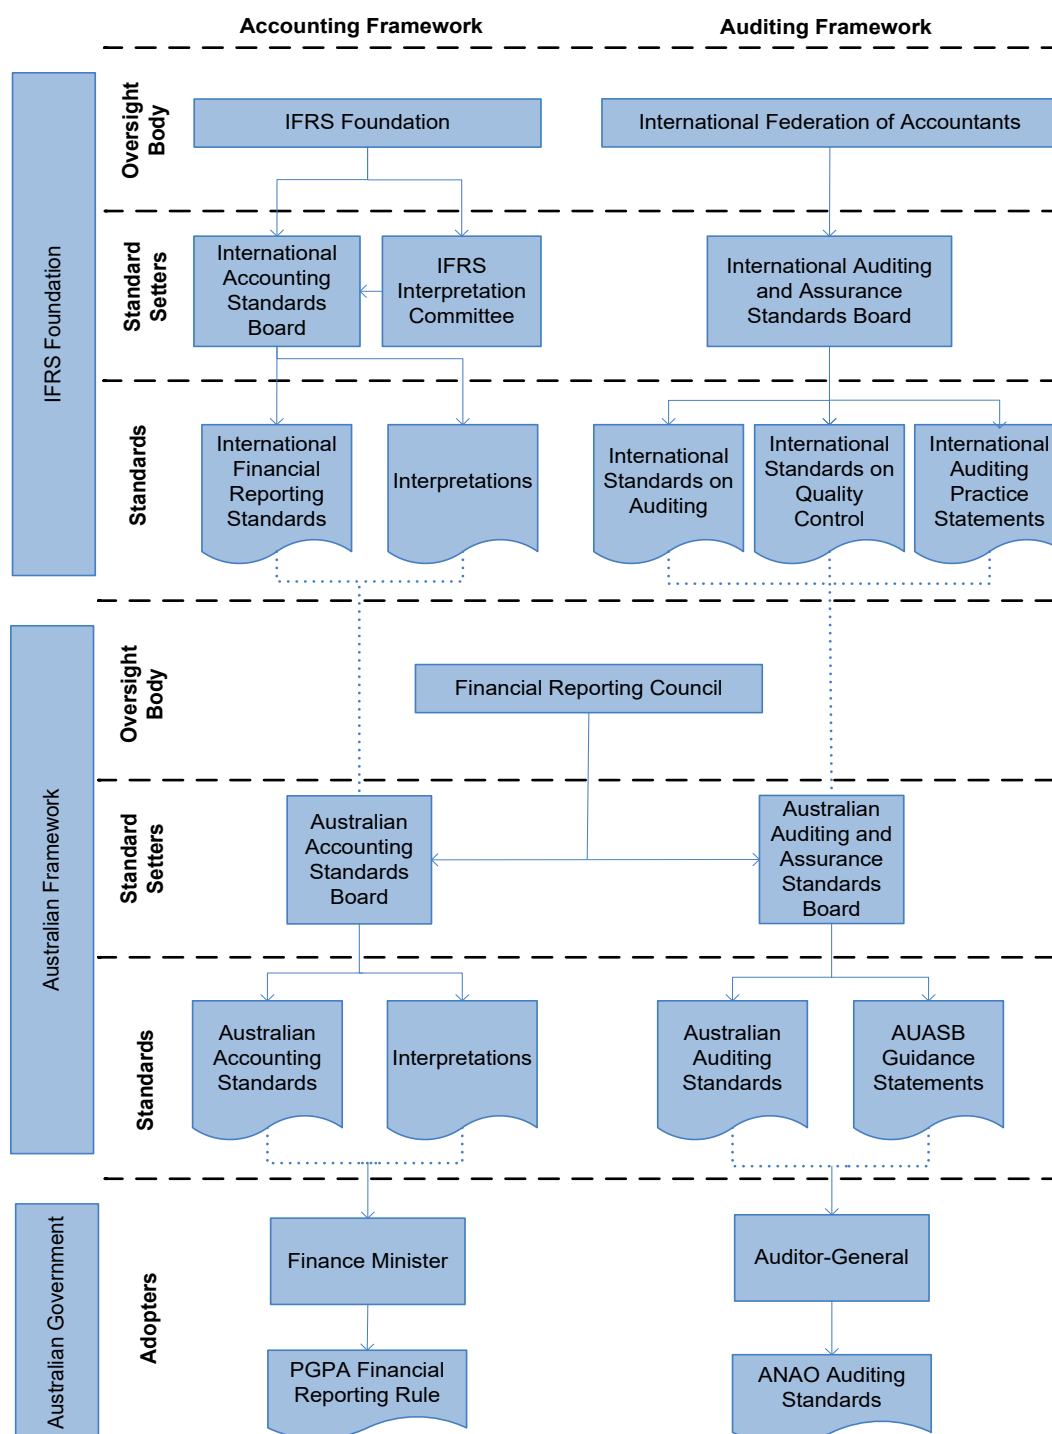 Accounting Framework
Auditing Framework
IFRS Foundation
Oversight
Body
IFRS Foundation
International Federation of Accountants
Standard
Setters
International
Accounting
Standards
Board
IFRS
Interpretation
Committee
International Auditing
and Assurance
Standards Board
Standards
International
Financial
Reporting
Standards
Interpretations
International
Standards on
Auditing
International
Standards on
Quality
Control
International
Auditing
Practice
Statements
Australian Framework
Oversight
Body
Financial Reporting Council
Standard
Setters
Australian
Accounting
Standards
Board
Australian
Auditing and
Assurance
Standards
Board
Standards
Australian
Accounting
Standards
Interpretations
Australian
Auditing
Standards
AUASB
Guidance
Statements
Australian Government
Adopters
Finance Minister
Auditor-General
PGPA Financial
Reporting Rule
ANAO Auditing
Standards